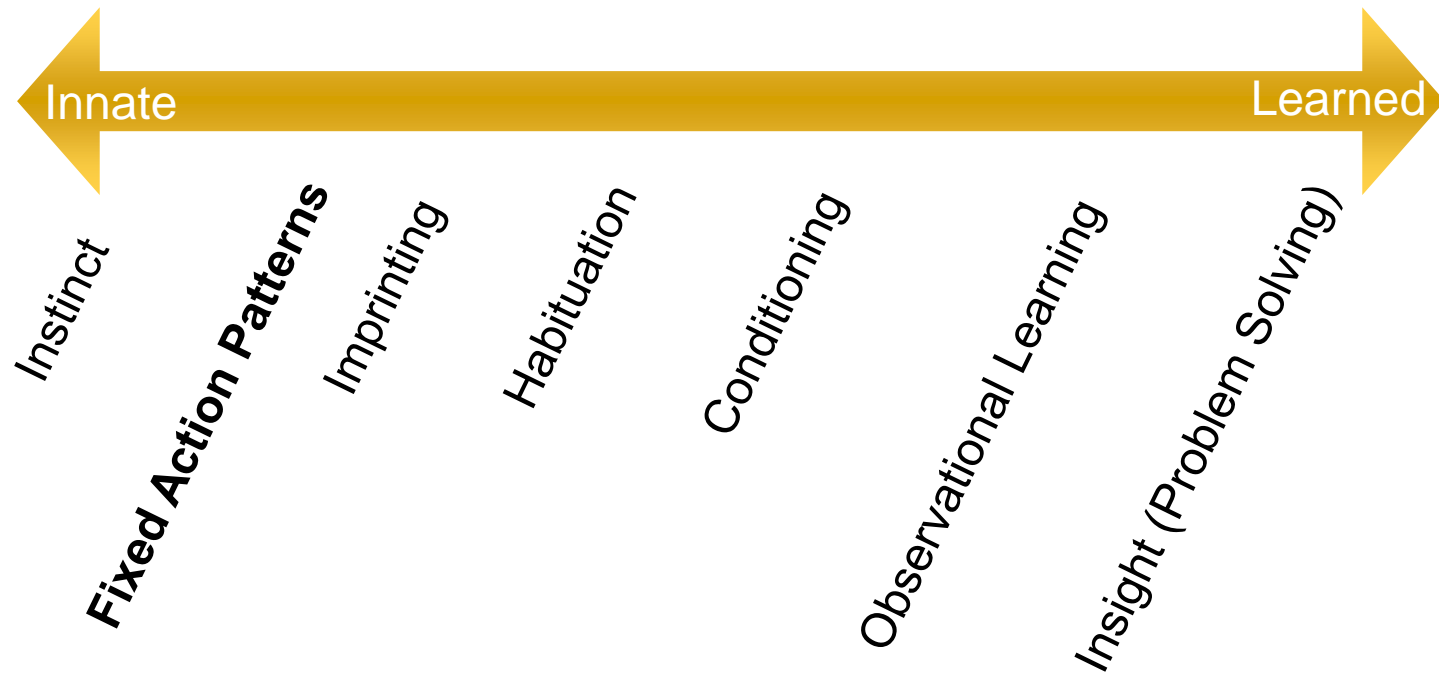 Innate
Learned
Instinct
Fixed Action Patterns
Imprinting
Habituation
Conditioning
Observational Learning
Insight (Problem Solving)